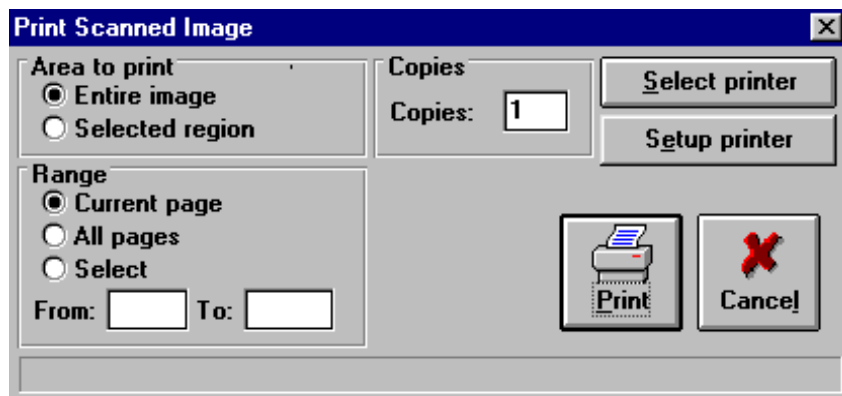 Print Scanned Image
Area to print
Entire image
Selected region
Copies
Copies: 1
Select printer
Setup printer
Range
Current page
All pages
Select
From: To:
Print
Cancel